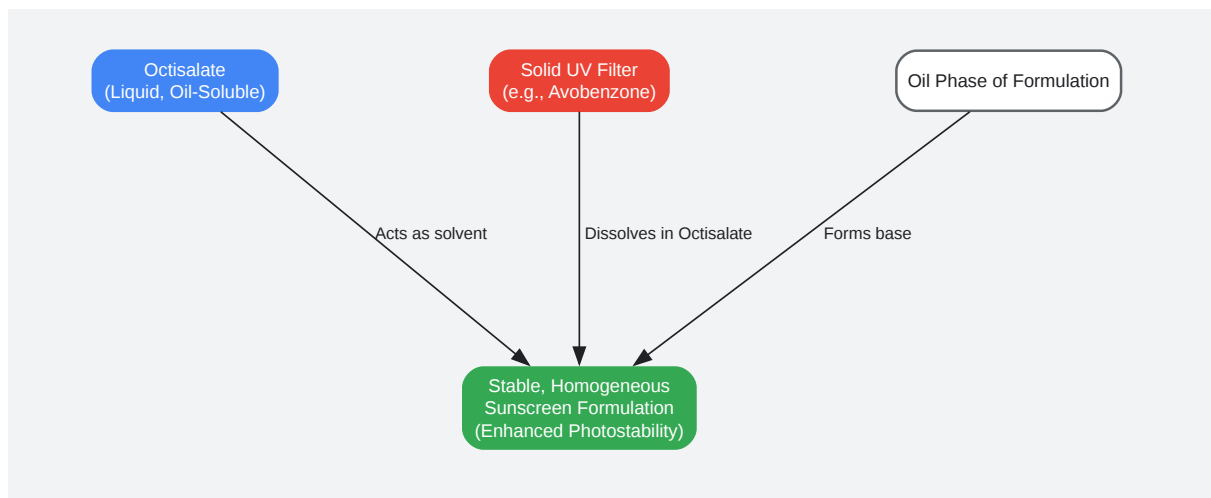 Octisalate
(Liquid, Oil-Soluble)
Solid UV Filter
(e.g., Avobenzone)
Oil Phase of Formulation
Acts as solvent
Dissolves in Octisalate
Forms base
Stable, Homogeneous
Sunscreen Formulation
(Enhanced Photostability)